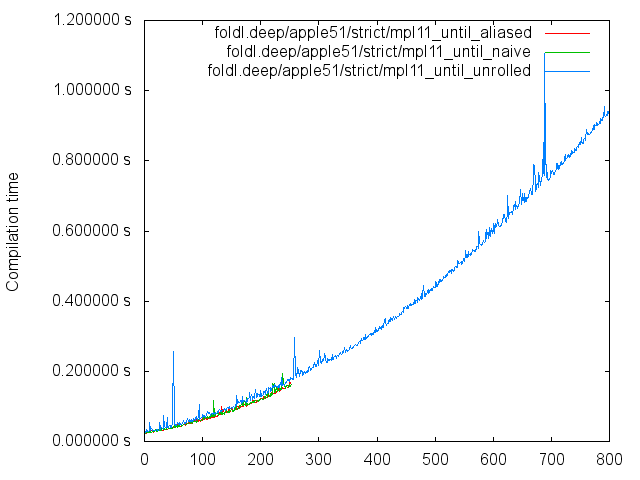 1.200000 s
1.000000 s
0.800000 s
0.600000 s
0.400000 s
0.200000 s
0.000000 s
Compilation time
foldl.deep/apple51/strict/mpl11_until_aliased
foldl.deep/apple51/strict/mpl11_until_naive
foldl.deep/apple51/strict/mpl11_until_unrolled
0 100 200 300 400 500 600 700 800